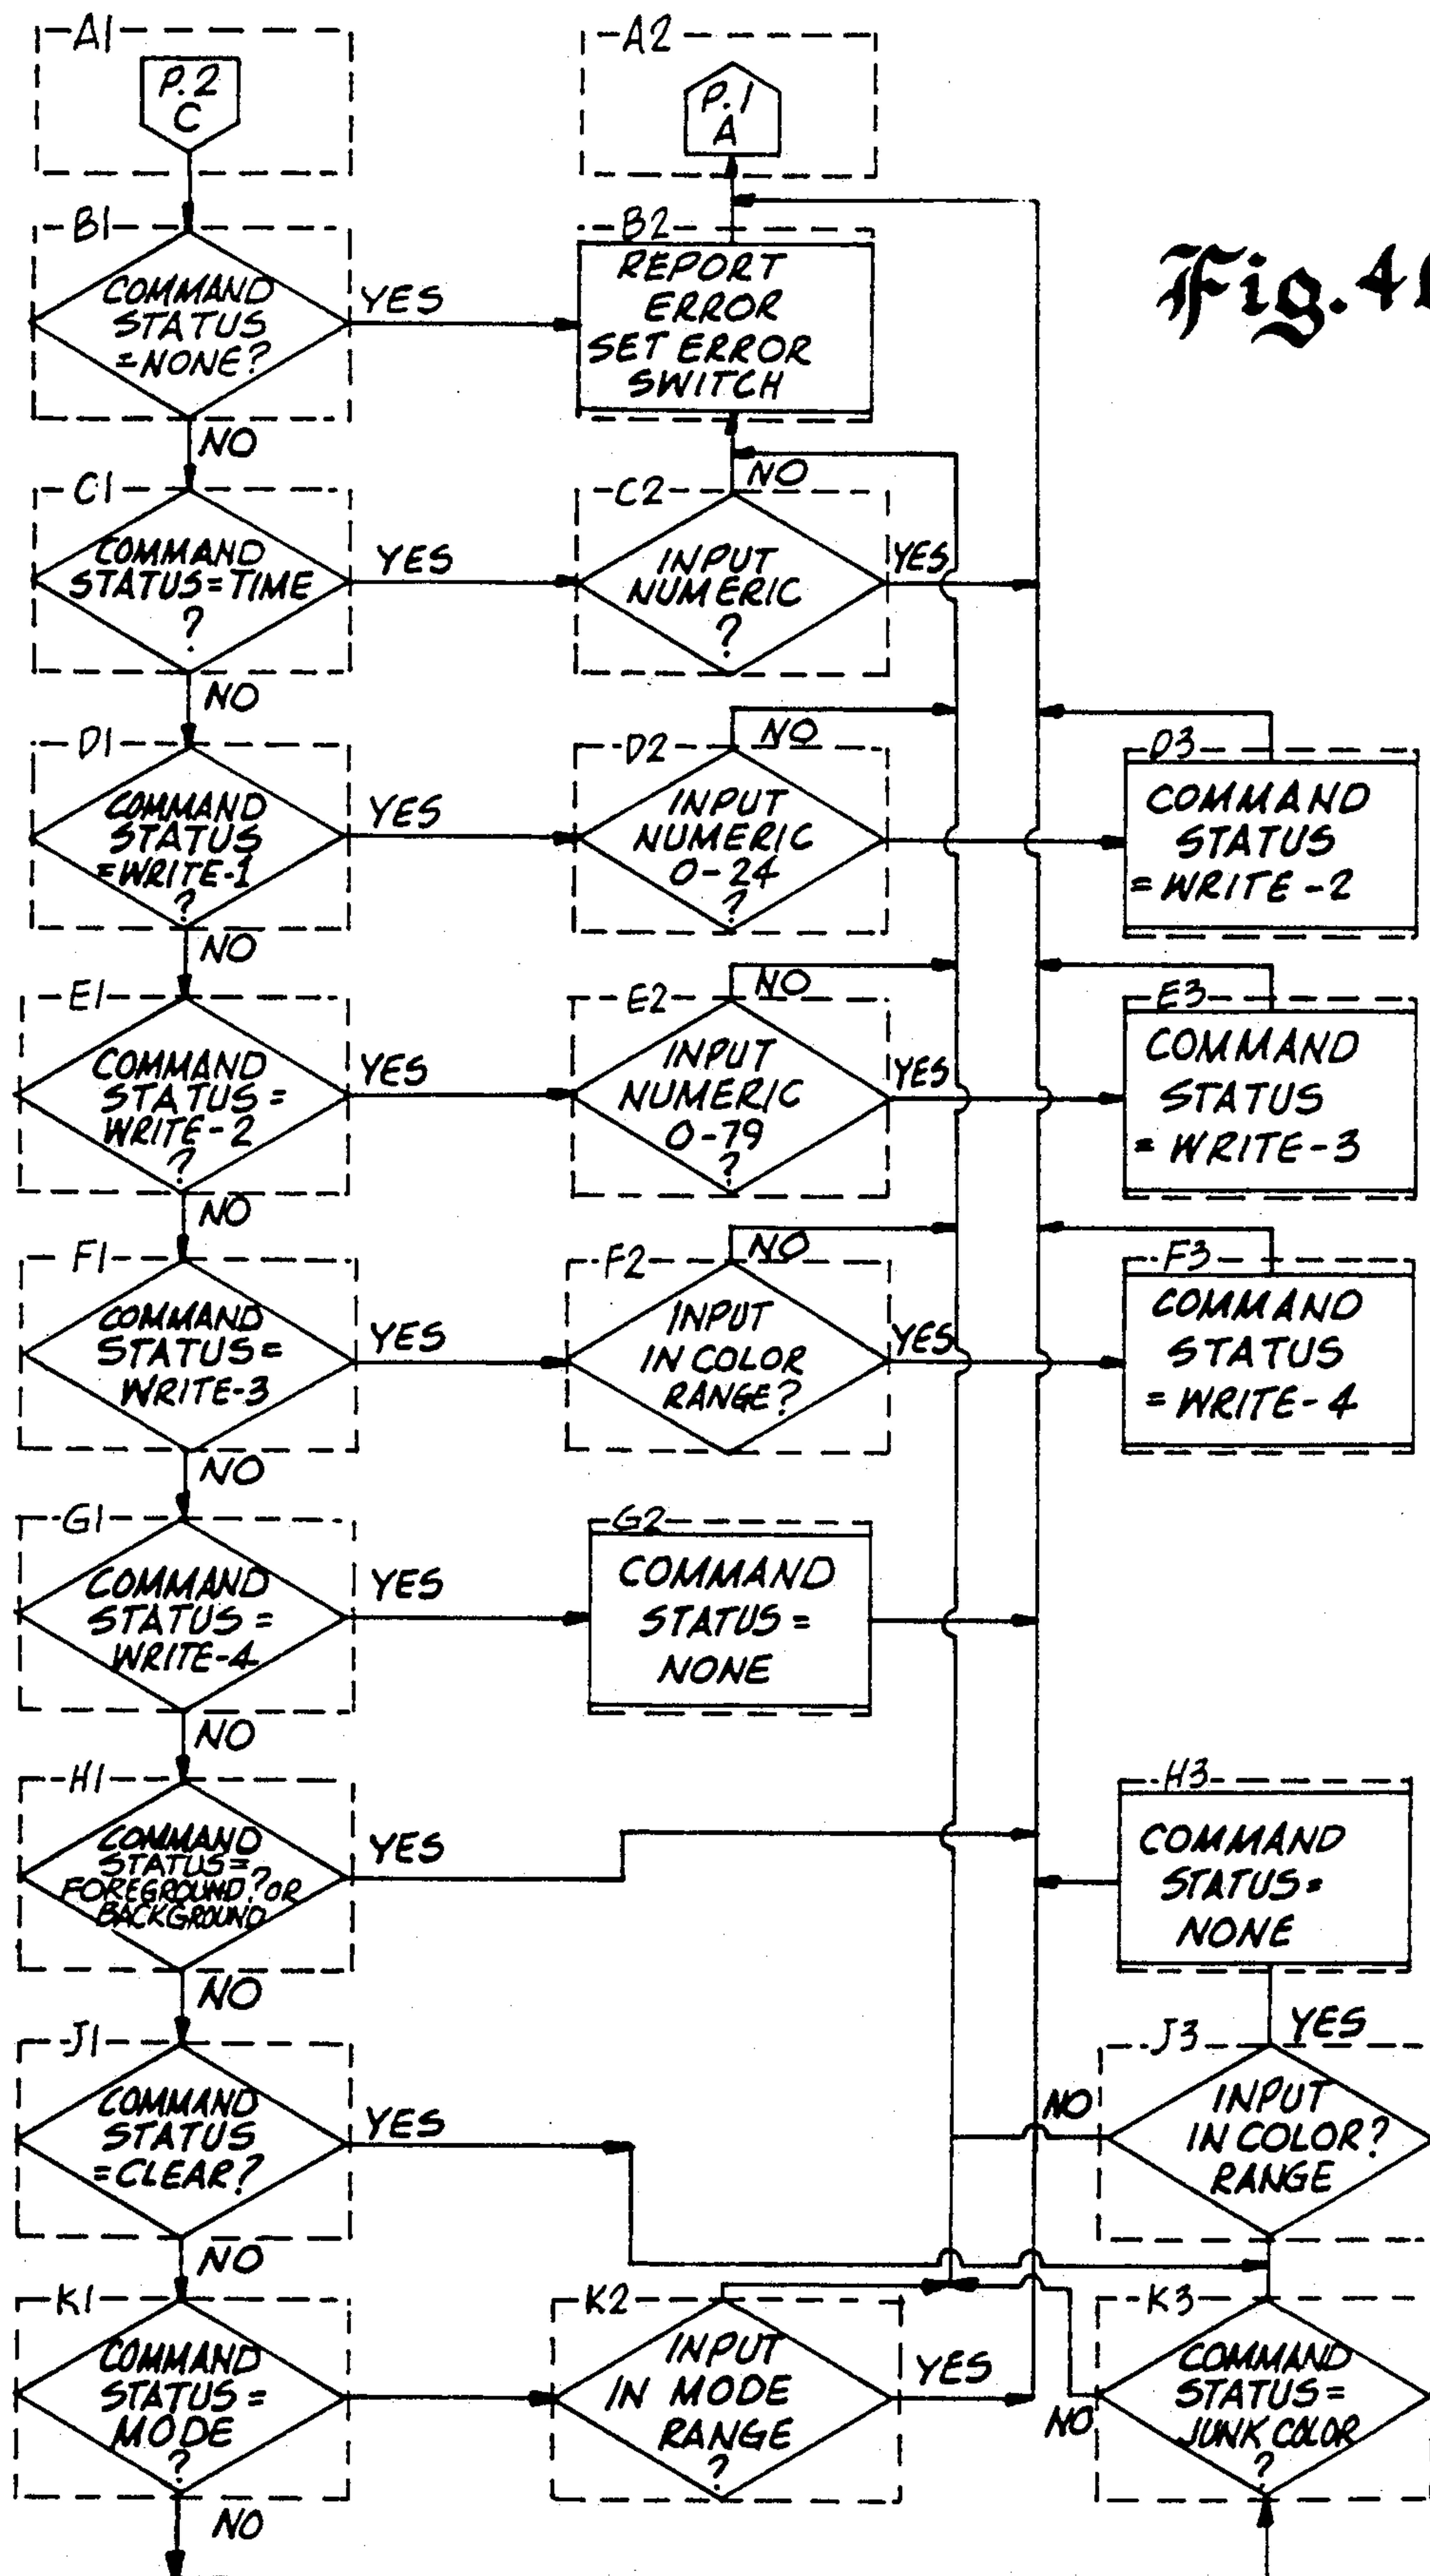 A1
P.2
C
A2
P.1
A
Fig. 4
B1
COMMAND
STATUS
=NONE?
YES
NO
B2
REPORT
ERROR
SET ERROR
SWITCH
C1
COMMAND
STATUS=TIME
?
YES
NO
C2
INPUT
NUMERIC
?
NO
YES
D1
COMMAND
STATUS
=WRITE-1
?
YES
NO
D2
INPUT
NUMERIC
0-24
?
NO
D3
COMMAND
STATUS
=WRITE-2
E1
COMMAND
STATUS=
WRITE-2
?
YES
NO
E2
INPUT
NUMERIC
0-79
?
NO
YES
E3
COMMAND
STATUS
=WRITE-3
F1
COMMAND
STATUS=
WRITE-3
YES
NO
F2
INPUT
IN COLOR
RANGE?
NO
YES
F3
COMMAND
STATUS
=WRITE-4
G1
COMMAND
STATUS=
WRITE-4
YES
NO
G2
COMMAND
STATUS=
NONE
H1
COMMAND
STATUS=
FOREGROUND? OR
BACKGROUND
YES
NO
H3
COMMAND
STATUS=
NONE
J1
COMMAND
STATUS
=CLEAR?
YES
NO
J3
YES
NO
INPUT
IN COLOR?
RANGE
K1
COMMAND
STATUS=
MODE
?
NO
K2
INPUT
IN MODE
RANGE
?
YES
K3
COMMAND
STATUS=
JUNK COLOR
?
NO